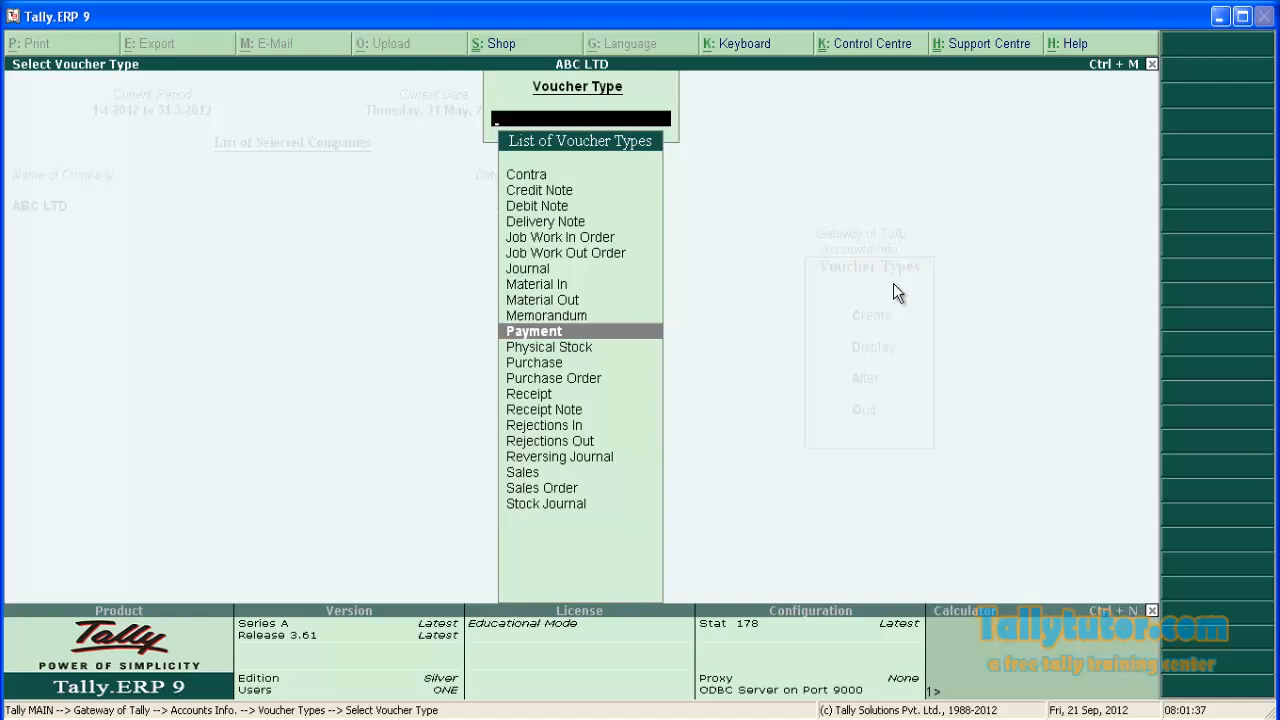 Tally.ERP 9
P: Print
E: Export
M: E-Mail
O: Upload
S: Shop
G: Language
K: Keyboard
K: Control Centre
H: Support Centre
H: Help
Select Voucher Type
ABC LTD
Ctrl + M
Current Period
1-4-2012 to 31-3-2013
Current Date
Thursday, 31 May, 2
List of Selected Companies
Name of Company
Date
ABC LTD
Voucher Type
List of Voucher Types
Contra
Credit Note
Debit Note
Delivery Note
Job Work In Order
Job Work Out Order
Journal
Material In
Material Out
Memorandum
Payment
Physical Stock
Purchase
Purchase Order
Receipt
Receipt Note
Rejections In
Rejections Out
Reversing Journal
Sales
Sales Order
Stock Journal
Gateway of Tally
Accounts Info.
Voucher Types
Create
Display
Alter
Quit
Product
Version
License
Configuration
Calculator
Ctrl + N
Tally
POWER OF SIMPLICITY
Tally.ERP 9
Series A
Latest
Release 3.61
Latest
Edition
Silver
Users
ONE
Educational Mode
Stat 178
Latest
Proxy
None
ODBC Server on Port 9000
1>
Tallytutor.com
a free tally training center
Tally MAIN --> Gateway of Tally --> Accounts Info. --> Voucher Types --> Select Voucher Type
(c) Tally Solutions Pvt. Ltd., 1988-2012
Fri, 21 Sep, 2012
08:01:37